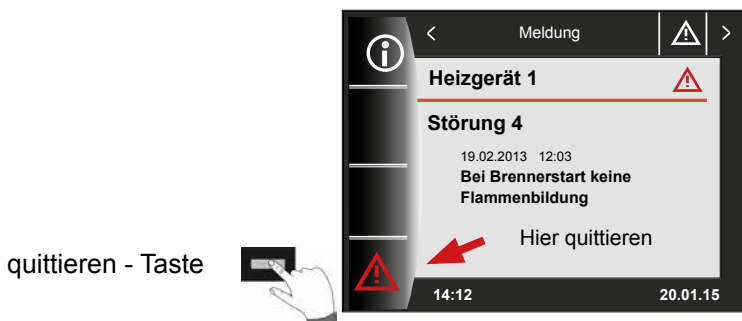 Meldung
Heizgerät 1
Störung 4
19.02.2013 12:03
Bei Brennerstart keine
Flammenbildung
Hier quittieren
quittieren - Taste
14:12 20.01.15